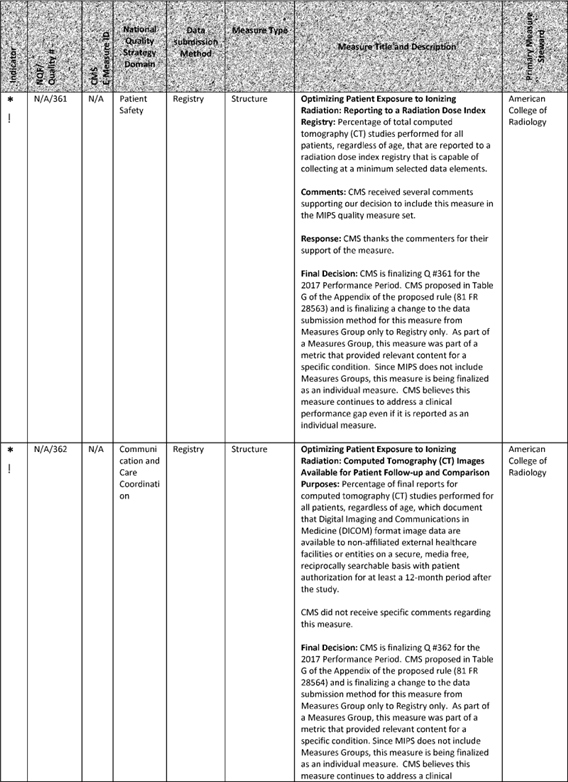 Indicator
NQF/
Quality #
CMS
E-Measure ID
National
Quality
Strategy
Domain
Data
submission
Method
Measure Type
Measure Title and Description
Primary Measure
Steward
*
!
N/A/361
N/A
Patient
Safety
Registry
Structure
Optimizing Patient Exposure to Ionizing
Radiation: Reporting to a Radiation Dose Index
Registry: Percentage of total computed
tomography (CT) studies performed for all
patients, regardless of age, that are reported to a
radiation dose index registry that is capable of
collecting at a minimum selected data elements.
Comments: CMS received several comments
supporting our decision to include this measure in
the MIPS quality measure set.
Response: CMS thanks the commenters for their
support of the measure.
Final Decision: CMS is finalizing Q #361 for the
2017 Performance Period. CMS proposed in Table
G of the Appendix of the proposed rule (81 FR
28563) and is finalizing a change to the data
submission method for this measure from
Measures Group only to Registry only. As part of
a Measures Group, this measure was part of a
metric that provided relevant content for a
specific condition. Since MIPS does not include
Measures Groups, this measure is being finalized
as an individual measure. CMS believes this
measure continues to address a clinical
performance gap even if it is reported as an
individual measure.
American
College of
Radiology
*
!
N/A/362
N/A
Communi
cation and
Care
Coordinati
on
Registry
Structure
Optimizing Patient Exposure to Ionizing
Radiation: Computed Tomography (CT) Images
Available for Patient Follow-up and Comparison
Purposes: Percentage of final reports for
computed tomography (CT) studies performed for
all patients, regardless of age, which document
that Digital Imaging and Communications in
Medicine (DICOM) format image data are
available to non-affiliated external healthcare
facilities or entities on a secure, media free,
reciprocally searchable basis with patient
authorization for at least a 12-month period after
the study.
CMS did not receive specific comments regarding
this measure.
Final Decision: CMS is finalizing Q #362 for the
2017 Performance Period. CMS proposed in Table
G of the Appendix of the proposed rule (81 FR
28564) and is finalizing a change to the data
submission method for this measure from
Measures Group only to Registry only. As part of
a Measures Group, this measure was part of a
metric that provided relevant content for a
specific condition. Since MIPS does not include
Measures Groups, this measure is being finalized
as an individual measure. CMS believes this
measure continues to address a clinical
American
College of
Radiology